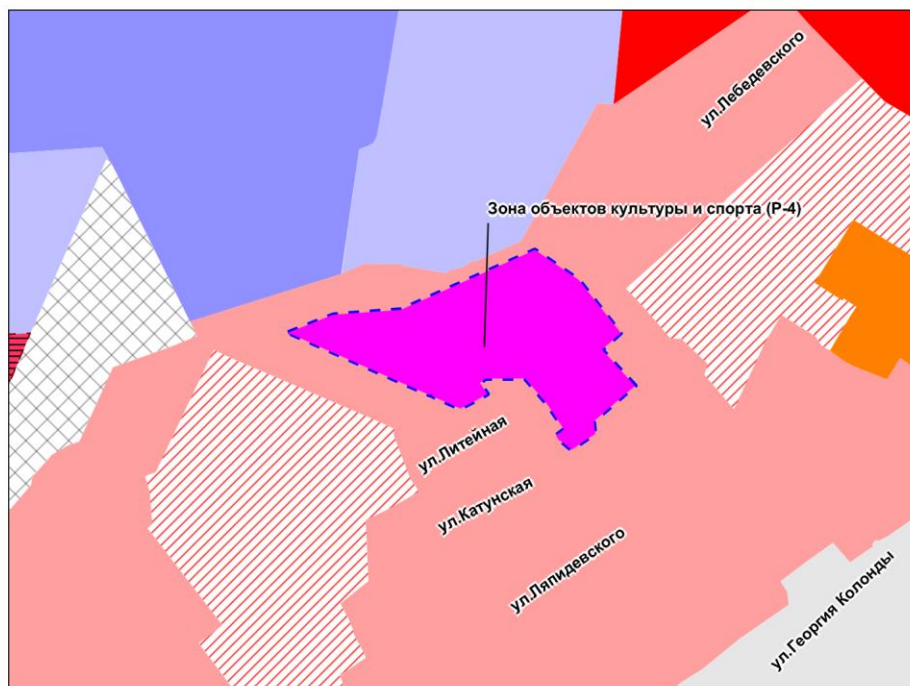 ул.Лебедевского
Зона объектов культуры и спорта (Р-4)
ул.Литейная
ул.Катунская
ул.Ляпидевского
ул.Георгия Колонды